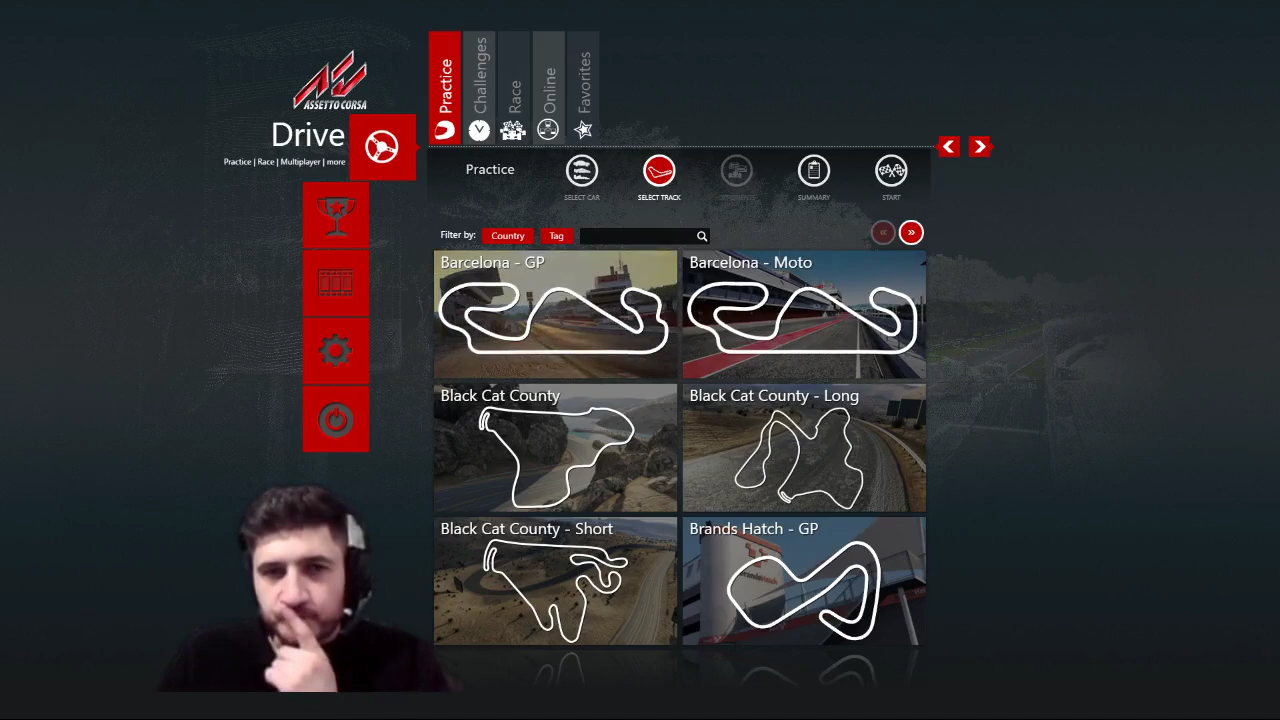 ASSETTO CORSA
Drive
Practice | Race | Multiplayer | more
Practice
Challenges
Race
Online
Favorites
Practice
SELECT CAR
SELECT TRACK
SUMMARY
START
Filter by:
Country
Tag
Barcelona - GP
Barcelona - Moto
Black Cat County
Black Cat County - Long
Black Cat County - Short
Brands Hatch - GP